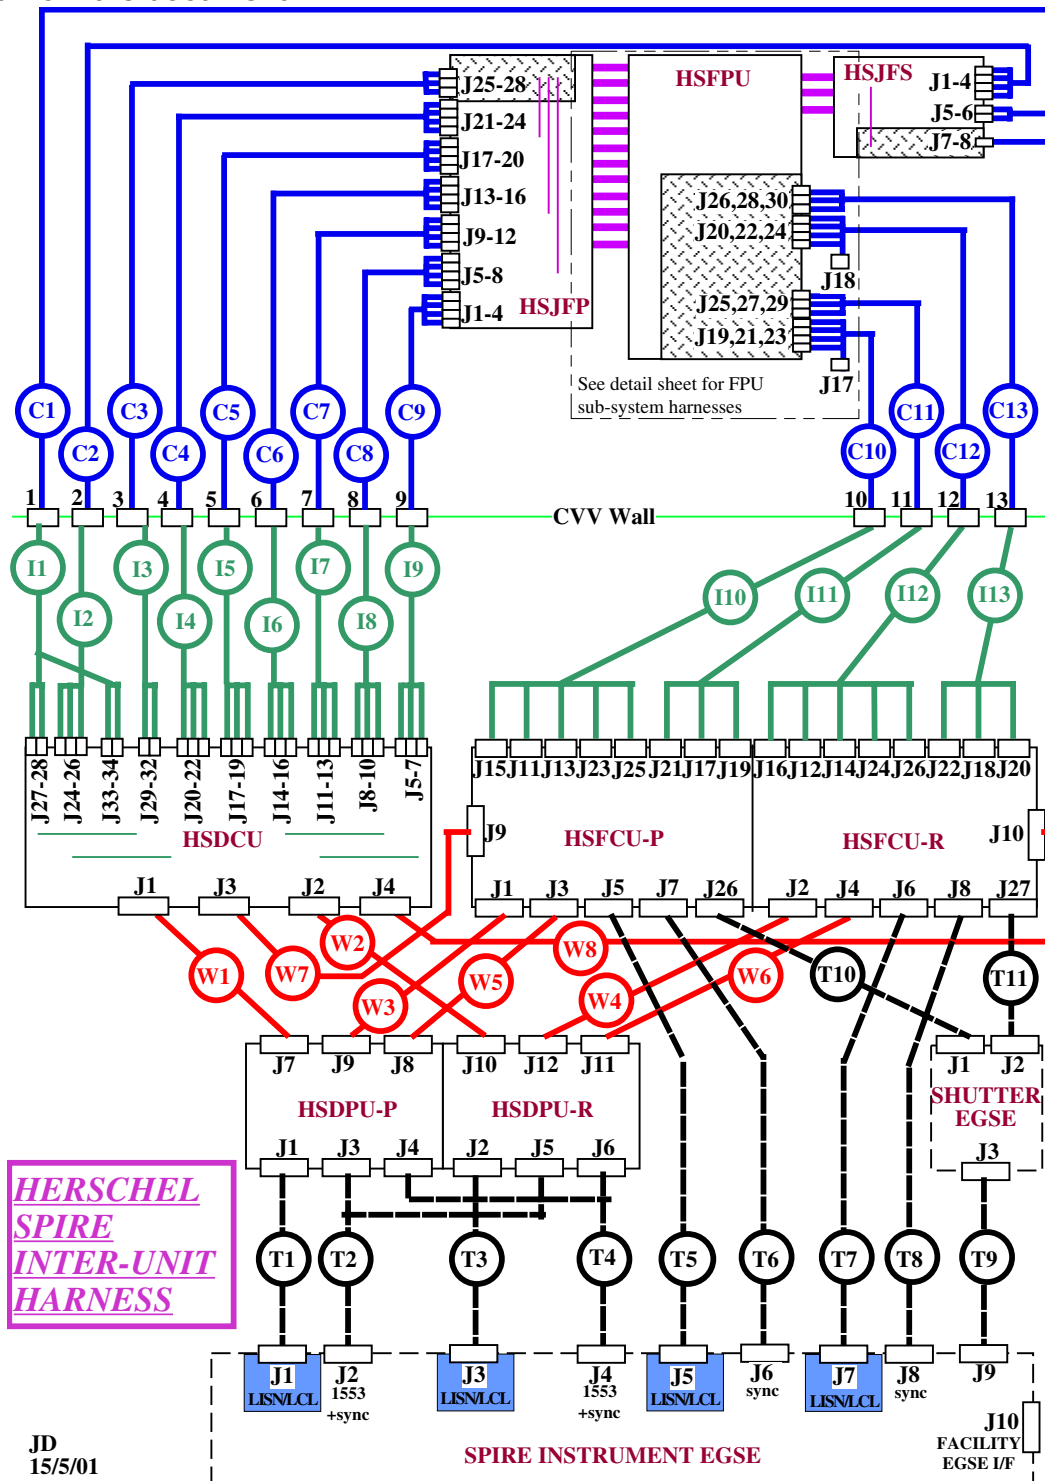 HSJFP
HSFPU
HSJFS
J25-28
J21-24
J17-20
J13-16
J9-12
J5-8
J1-4
J1-4
J5-6
J7-8
J26,28,30
J20,22,24
J18
J25,27,29
J19,21,23
J17
See detail sheet for FPU
sub-system harnesses
C1
C2
C3
C4
C5
C6
C7
C8
C9
C10
C11
C12
C13
1
2
3
4
5
6
7
8
9
CVV Wall
10
11
12
13
I1
I2
I3
I4
I5
I6
I7
I8
I9
I10
I11
I12
I13
J27-28
J24-26
J33-34
J29-32
J20-22
J17-19
J14-16
J11-13
J8-10
J5-7
HSDCU
J1
J3
J2
J4
J15
J11
J13
J23
J25
J21
J17
J19
J16
J12
J14
J24
J26
J22
J18
J20
J9
HSFCU-P
HSFCU-R
J10
J1
J3
J5
J7
J26
J2
J4
J6
J8
J27
W1
W7
W2
W3
W5
W8
W4
W6
T10
T11
J7
J9
J8
J10
J12
J11
HSDPU-P
HSDPU-R
J1
J3
J4
J2
J5
J6
J1
J2
SHUTTER
EGSE
J3
HERSCHEL
SPIRE
INTER-UNIT
HARNESS
T1
T2
T3
T4
T5
T6
T7
T8
T9
J1
LISN/LCL
J2
1553
+sync
J3
LISN/LCL
J4
1553
+sync
J5
LISN/LCL
J6
sync
J7
LISN/LCL
J8
sync
J9
J10
FACILITY
EGSE I/F
SPIRE INSTRUMENT EGSE
JD
15/5/01